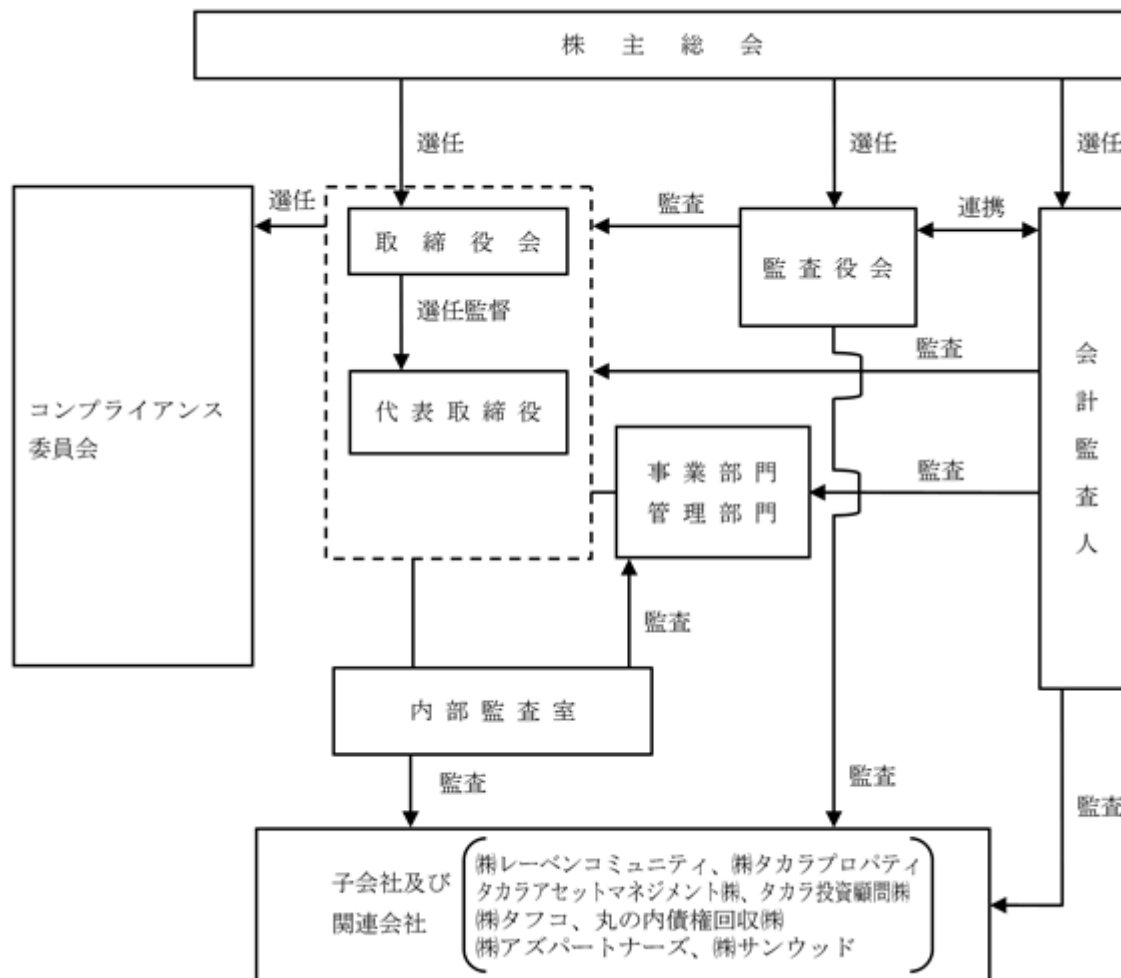 株主総会
選任
選任
選任
選任
監査
連携
取締役会
監査役会
選任監督
監査
会計監査人
代表取締役
コンプライアンス
委員会
事業部門
管理部門
監査
監査
内部監査室
監査
監査
監査
子会社及び
関連会社
㈱レーベンコミュニティ、㈱タカラプロパティ
タカラアセットマネジメント㈱、タカラ投資顧問㈱
㈱タフコ、丸の内債権回収㈱
㈱アズパートナーズ、㈱サンウッド